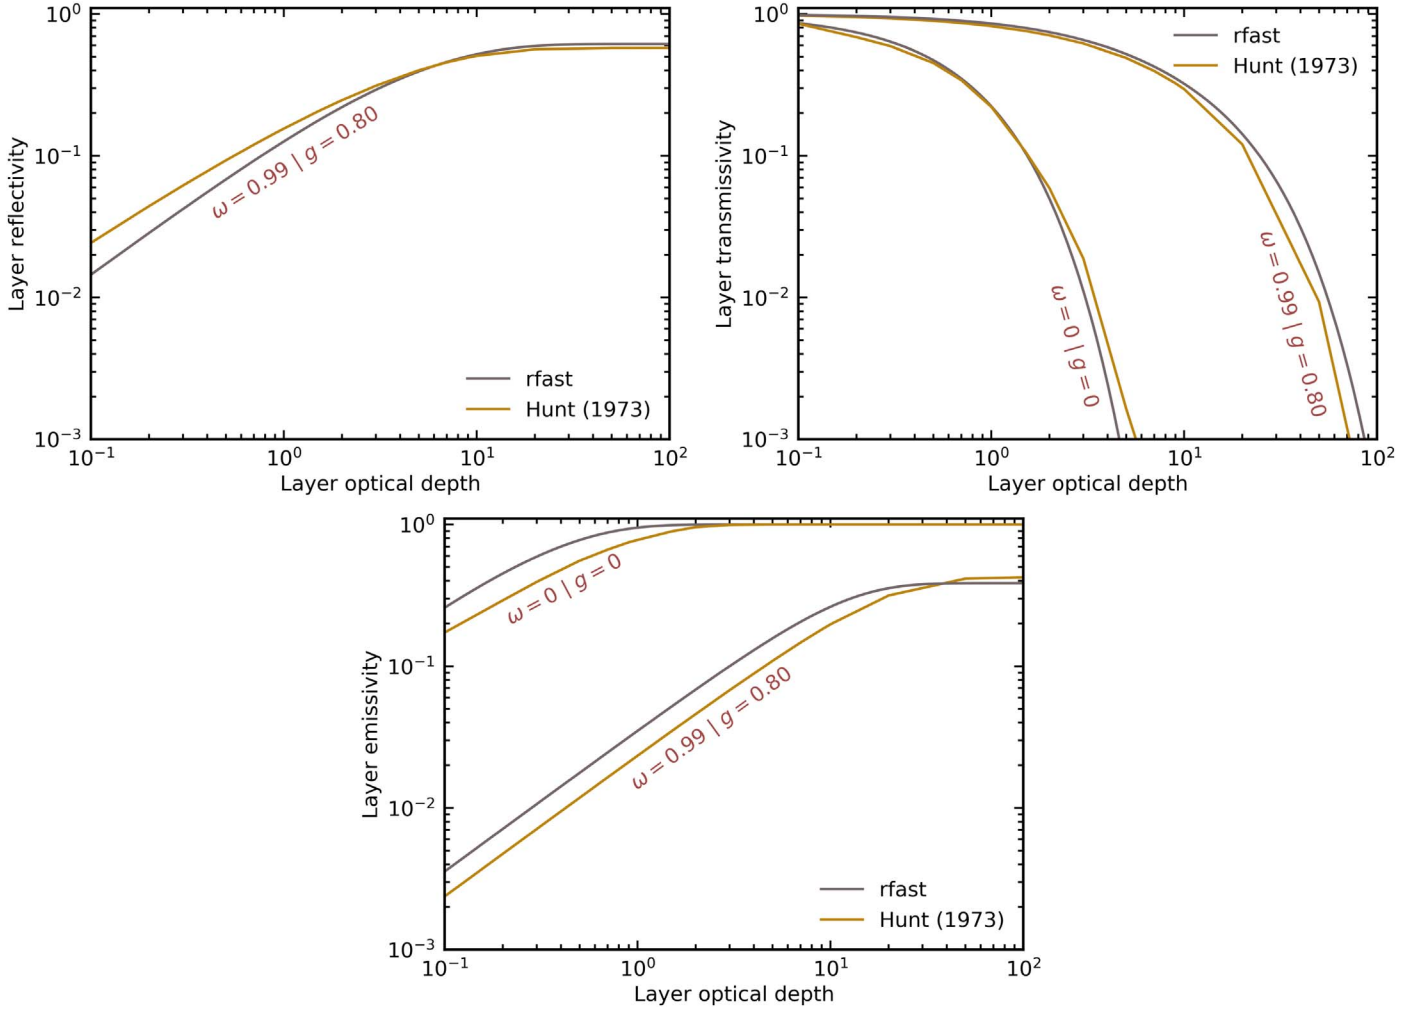 10⁰
10⁻¹
10⁻²
10⁻³
Layer reflectivity
ω = 0.99 | g = 0.80
rfast
Hunt (1973)
10⁻¹ 10⁰ 10¹ 10²
Layer optical depth
10⁰
10⁻¹
10⁻²
10⁻³
Layer transmissivity
rfast
Hunt (1973)
ω = 0 | g = 0
ω = 0.99 | g = 0.80
10⁻¹ 10⁰ 10¹ 10²
Layer optical depth
10⁰
10⁻¹
10⁻²
10⁻³
Layer emissivity
ω = 0 | g = 0
ω = 0.99 | g = 0.80
rfast
Hunt (1973)
10⁻¹ 10⁰ 10¹ 10²
Layer optical depth